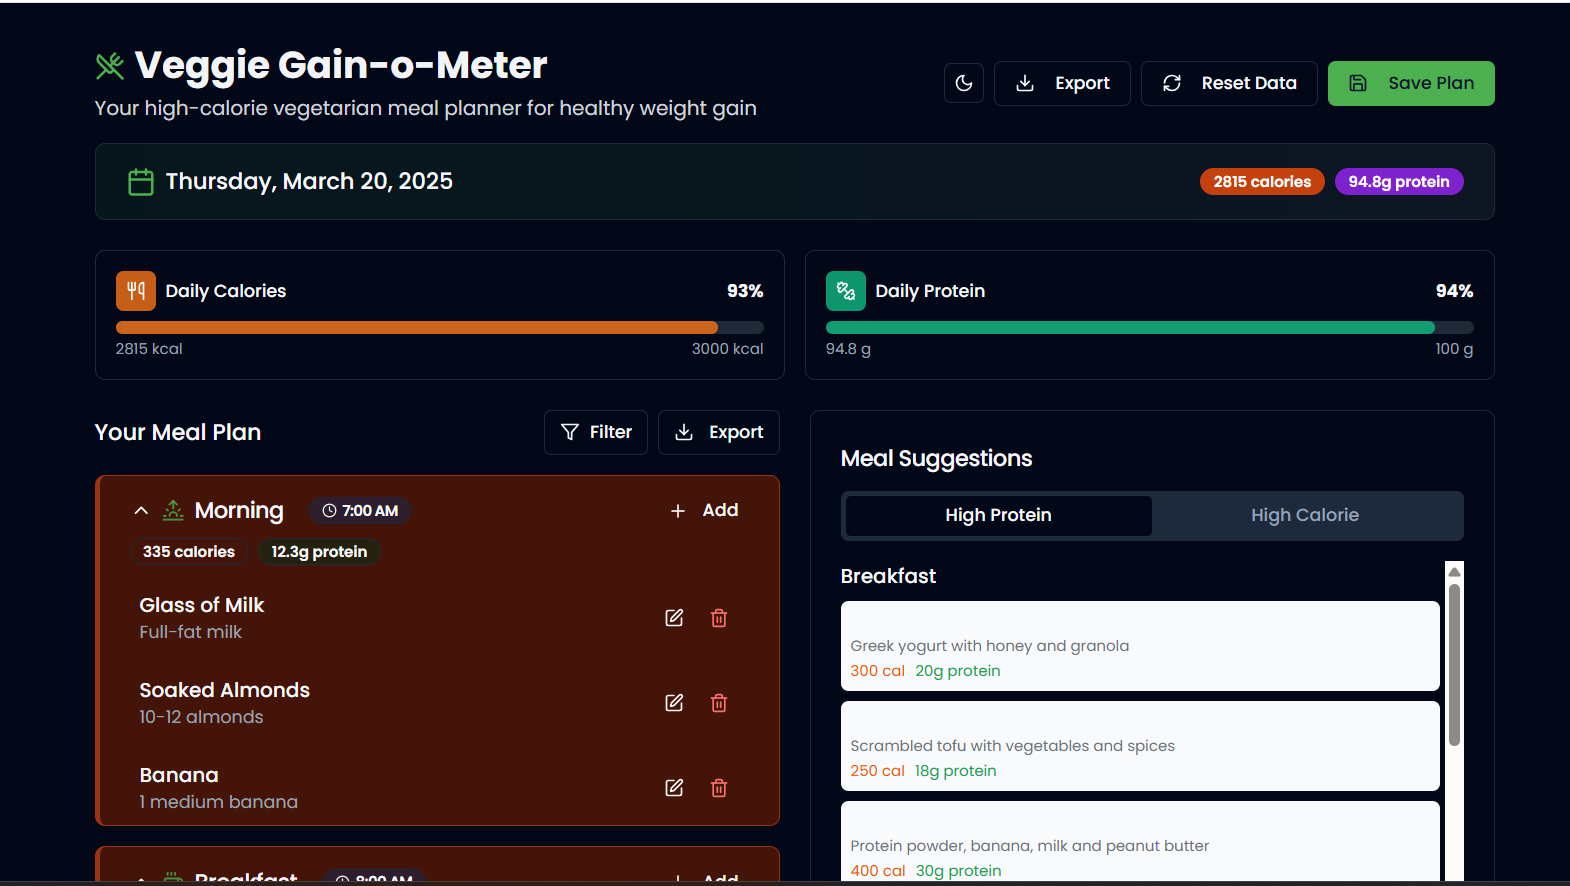 Veggie Gain-o-Meter
Your high-calorie vegetarian meal planner for healthy weight gain
Export
Reset Data
Save Plan
Thursday, March 20, 2025
2815 calories
94.8g protein
Daily Calories
93%
2815 kcal
3000 kcal
Daily Protein
94%
94.8 g
100 g
Your Meal Plan
Filter
Export
Morning
7:00 AM
Add
335 calories
12.3g protein
Glass of Milk
Full-fat milk
Soaked Almonds
10-12 almonds
Banana
1 medium banana
Breakfast
8:00 AM
Add
Meal Suggestions
High Protein
High Calorie
Breakfast
Greek yogurt with honey and granola
300 cal 20g protein
Scrambled tofu with vegetables and spices
250 cal 18g protein
Protein powder, banana, milk and peanut butter
400 cal 30g protein